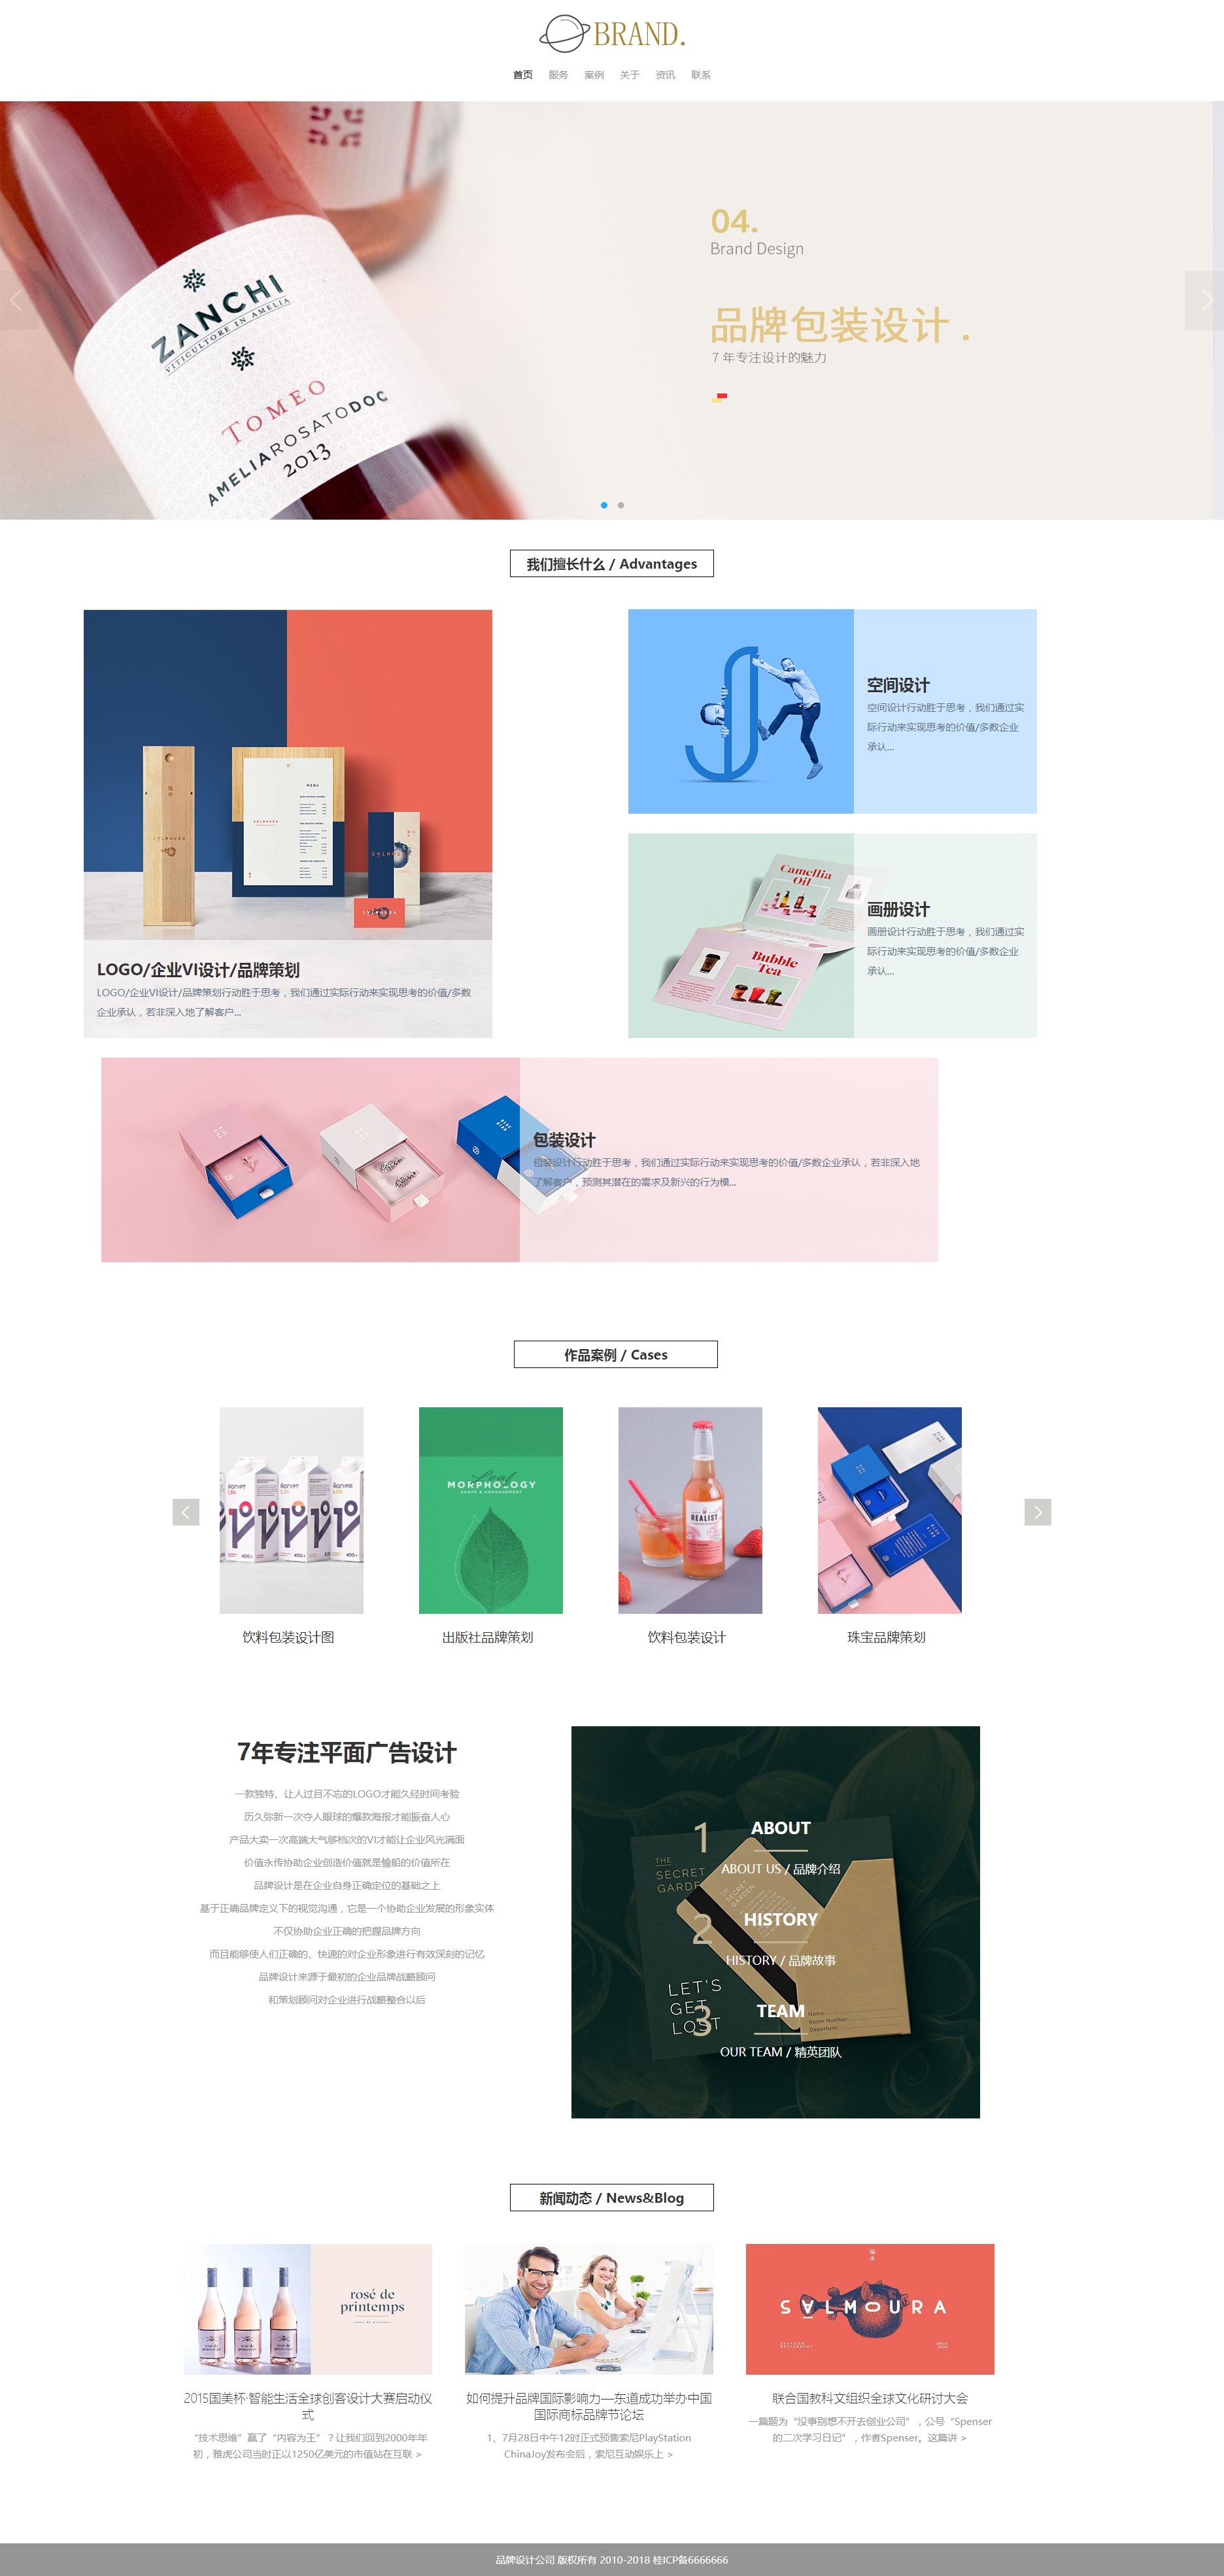 BRAND.
首页 服务 案例 关于 资讯 联系
ZANCHI
VITICULTORE IN AMELIA
TOMEO
AMELIA ROSATO DOC
2013
04.
Brand Design
品牌包装设计 .
7 年专注设计的魅力
我们擅长什么 / Advantages
MENU
SALMOURA
LOGO/企业VI设计/品牌策划
LOGO/企业VI设计/品牌策划行动胜于思考，我们通过实际行动来实现思考的价值/多数
企业承认，若非深入地了解客户...
空间设计
空间设计行动胜于思考，我们通过实
际行动来实现思考的价值/多数企业
承认...
Camellia
Oil
Bubble
Tea
画册设计
画册设计行动胜于思考，我们通过实
际行动来实现思考的价值/多数企业
承认...
包装设计
包装设计行动胜于思考，我们通过实际行动来实现思考的价值/多数企业承认，若非深入地
了解客户，预测其潜在的需求及新兴的行为模...
作品案例 / Cases
Leaf
MORPHOLOGY
SHAPE & ARRANGEMENT
REALIST
饮料包装设计图
出版社品牌策划
饮料包装设计
珠宝品牌策划
7年专注平面广告设计
一款独特、让人过目不忘的LOGO才能久经时间考验
历久弥新一次夺人眼球的爆款海报才能振奋人心
产品大卖一次高端大气够档次的VI才能让企业风光满面
价值永传协助企业创造价值就是愉船的价值所在
品牌设计是在企业自身正确定位的基础之上
基于正确品牌定义下的视觉沟通，它是一个协助企业发展的形象实体
不仅协助企业正确的把握品牌方向
而且能够使人们正确的、快速的对企业形象进行有效深刻的记忆
品牌设计来源于最初的企业品牌战略顾问
和策划顾问对企业进行战略整合以后
1
ABOUT
ABOUT US / 品牌介绍
2
HISTORY
HISTORY / 品牌故事
3
TEAM
OUR TEAM / 精英团队
THE
SECRET
GARDE
THE
SECRET
GARDEN
LET'S
GET
LOST
Name:
Room Number:
Departure:
新闻动态 / News&Blog
rosé de
printemps
SALMOURA
2015国美杯·智能生活全球创客设计大赛启动仪
式
“技术思维”赢了“内容为王”？让我们回到2000年年
初，雅虎公司当时正以1250亿美元的市值站在互联 >
如何提升品牌国际影响力—东道成功举办中国
国际商标品牌节论坛
1、7月28日中午12时正式预售索尼PlayStation
ChinaJoy发布会后，索尼互动娱乐上 >
联合国教科文组织全球文化研讨大会
一篇题为“没事别想不开去创业公司”，公号“Spenser
的二次学习日记”，作者Spenser。这篇讲 >
品牌设计公司 版权所有 2010-2018 桂ICP备6666666